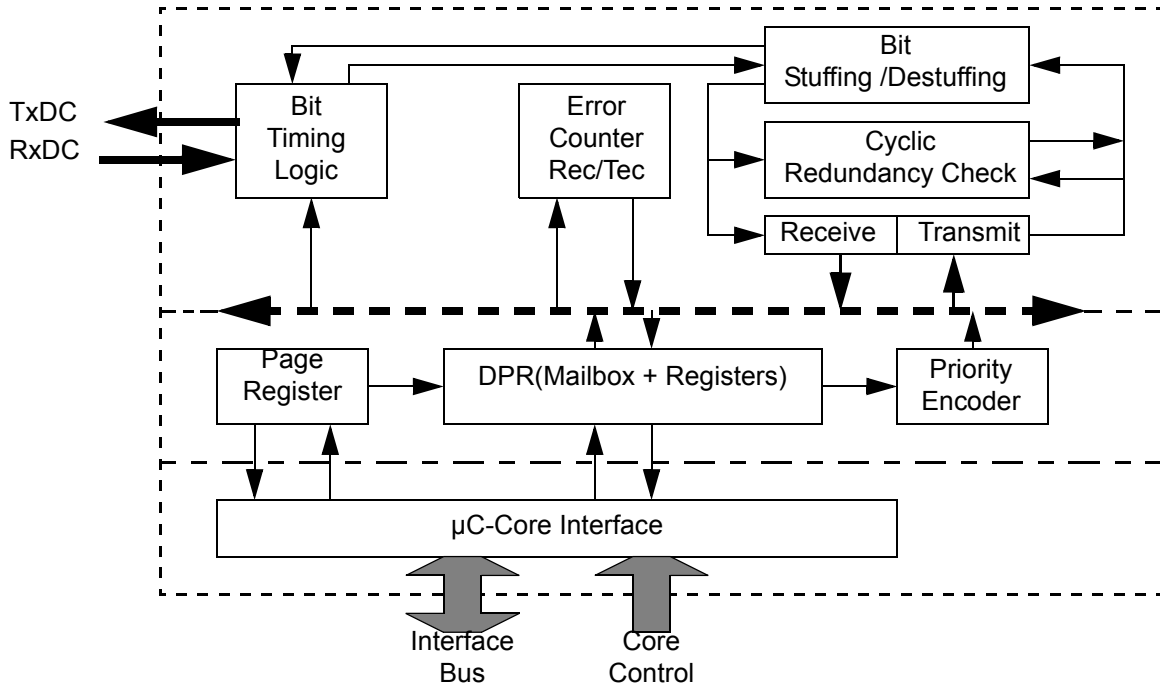 Bit
Stuffing /Destuffing
TxDC
RxDC
Bit
Timing
Logic
Error
Counter
Rec/Tec
Cyclic
Redundancy Check
Receive
Transmit
Page
Register
DPR(Mailbox + Registers)
Priority
Encoder
µC-Core Interface
Interface
Bus
Core
Control